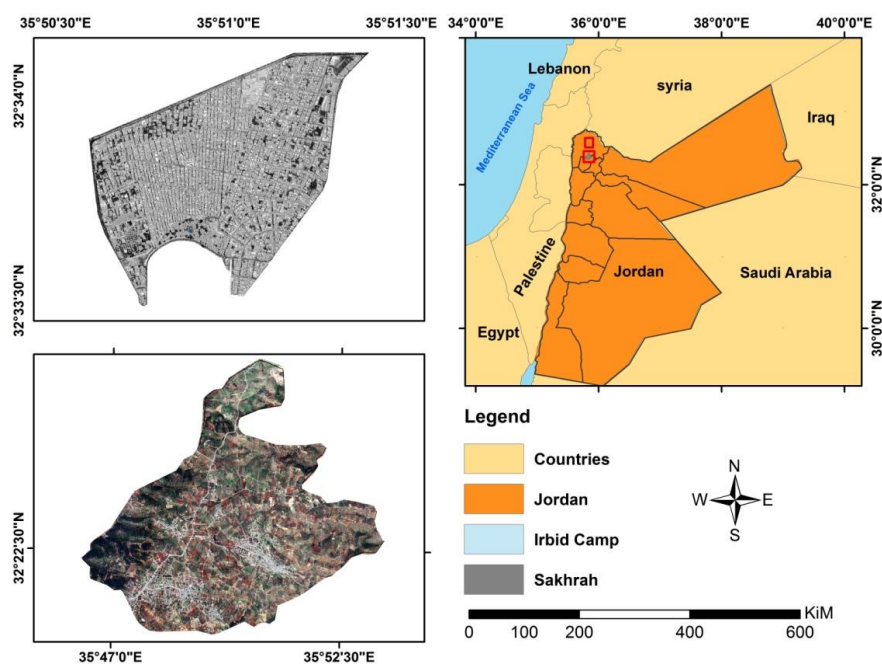 35°50'30"E
35°51'0"E
35°51'30"E
32°34'0"N
32°33'30"N
32°22'30"N
35°47'0"E
35°52'30"E
34°0'0"E
36°0'0"E
40°0'0"E
Lebanon
syria
Iraq
Mediterranean Sea
32°0'0"N
Palestine
Jordan
Saudi Arabia
Egypt
30°0'0"N
Legend
Countries
Jordan
Irbid Camp
Sakhrah
N
W
E
S
KiM
0
100
200
400
600